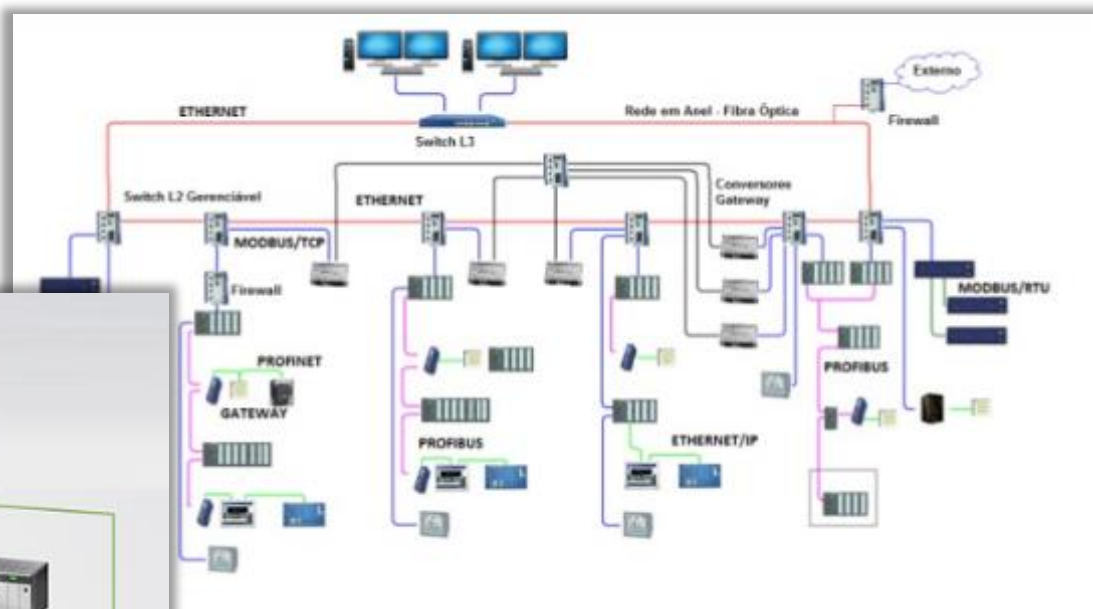 Externo
ETHERNET
Rede em Anel - Fibra Óptica
Firewall
Switch L3
Switch L2 Gerenciável
ETHERNET
Conversores
Gateway
MODBUS/TCP
Firewall
MODBUS/RTU
PROFINET
PROFIBUS
GATEWAY
PROFIBUS
ETHERNET/IP